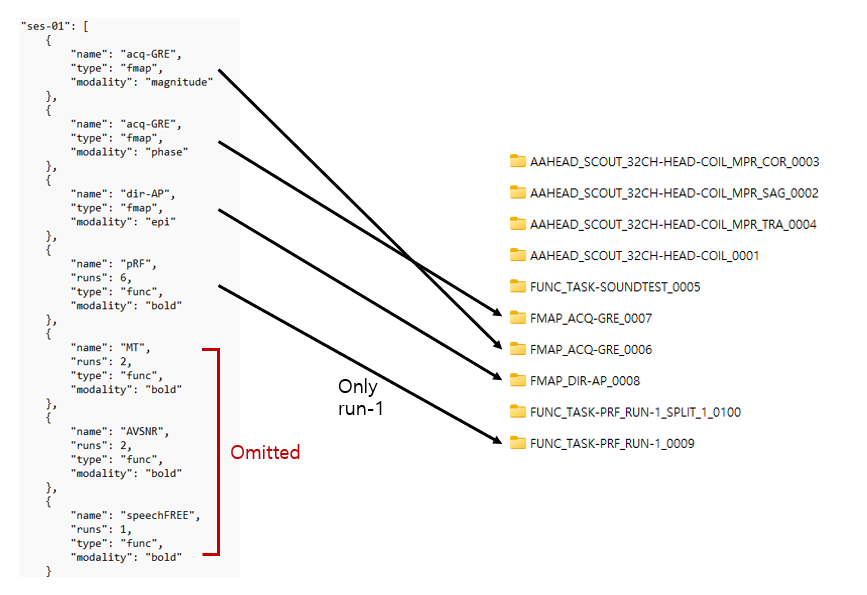 "ses-01": [
{
"name": "acq-GRE",
"type": "fmap",
"modality": "magnitude"
},
{
"name": "acq-GRE",
"type": "fmap",
"modality": "phase"
},
{
"name": "dir-AP",
"type": "fmap",
"modality": "epi"
},
{
"name": "pRF",
"runs": 6,
"type": "func",
"modality": "bold"
},
{
"name": "MT",
"runs": 2,
"type": "func",
"modality": "bold"
},
{
"name": "AVSNR",
"runs": 2,
"type": "func",
"modality": "bold"
},
{
"name": "speechFREE",
"runs": 1,
"type": "func",
"modality": "bold"
}
Only
run-1
Omitted
AAHEAD_SCOUT_32CH-HEAD-COIL_MPR_COR_0003
AAHEAD_SCOUT_32CH-HEAD-COIL_MPR_SAG_0002
AAHEAD_SCOUT_32CH-HEAD-COIL_MPR_TRA_0004
AAHEAD_SCOUT_32CH-HEAD-COIL_0001
FUNC_TASK-SOUNDTEST_0005
FMAP_ACQ-GRE_0007
FMAP_ACQ-GRE_0006
FMAP_DIR-AP_0008
FUNC_TASK-PRF_RUN-1_SPLIT_1_0100
FUNC_TASK-PRF_RUN-1_0009